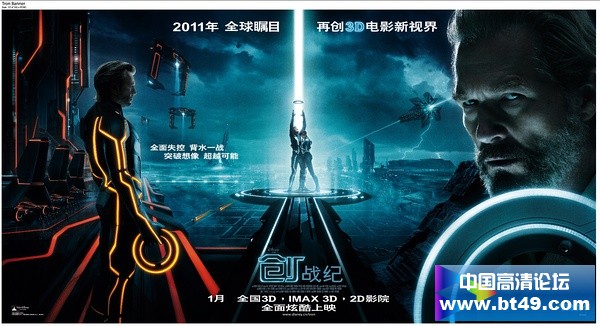 Tron Banner
2011年 全球瞩目 再创3D电影新视界
全面失控 背水一战
突破想像 超越可能
创战纪
1月 全国3D·IMAX 3D·2D影院
全面炫酷上映
中国高清论坛
www.bt49.com